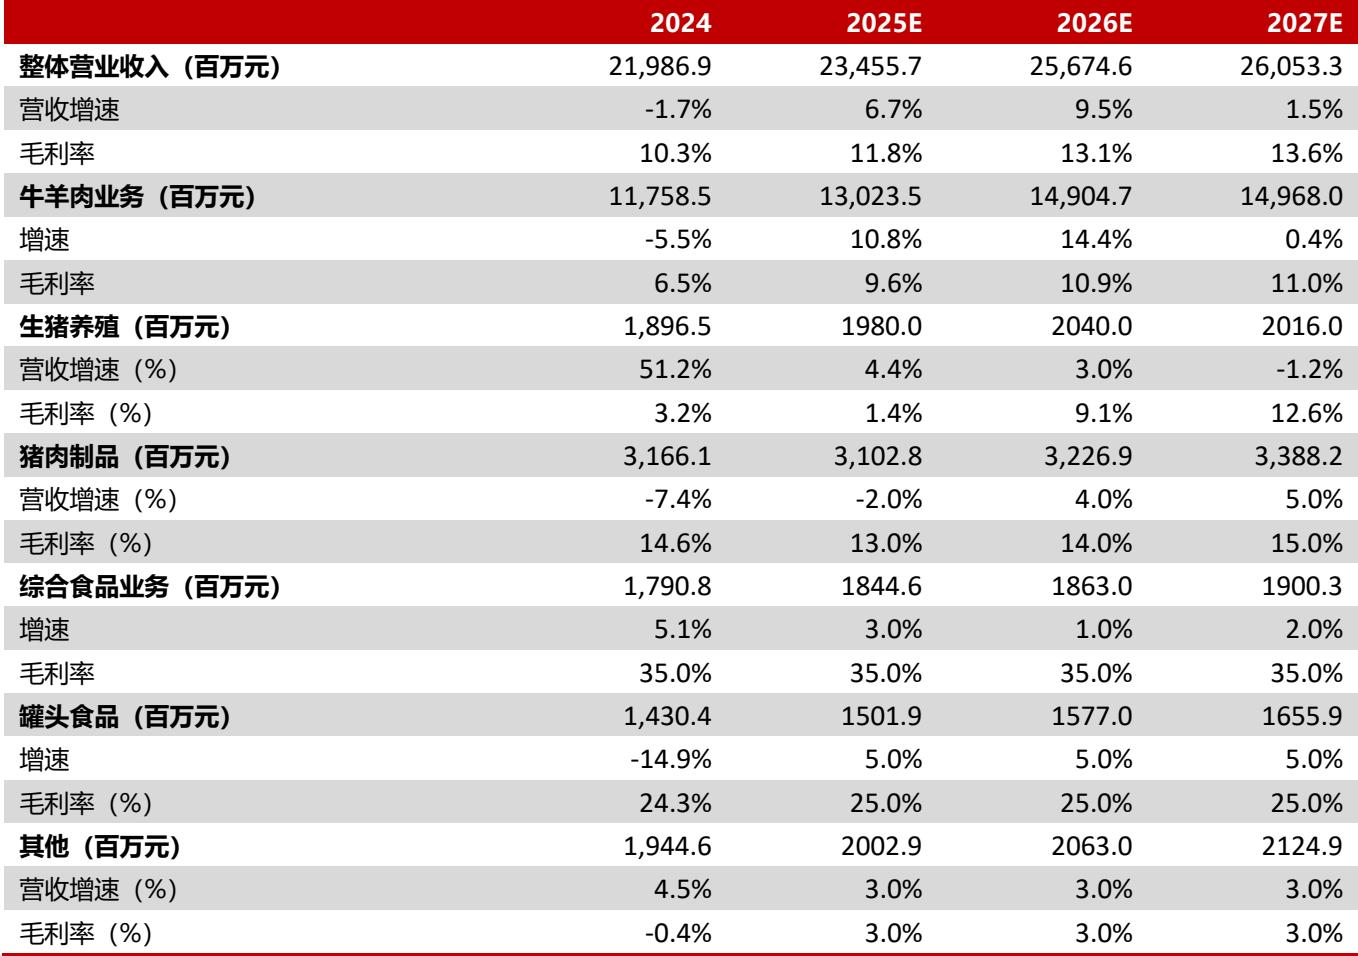 2024 2025E 2026E 2027E
整体营业收入（百万元） 21,986.9 23,455.7 25,674.6 26,053.3
营收增速 -1.7% 6.7% 9.5% 1.5%
毛利率 10.3% 11.8% 13.1% 13.6%
牛羊肉业务（百万元） 11,758.5 13,023.5 14,904.7 14,968.0
增速 -5.5% 10.8% 14.4% 0.4%
毛利率 6.5% 9.6% 10.9% 11.0%
生猪养殖（百万元） 1,896.5 1980.0 2040.0 2016.0
营收增速（%） 51.2% 4.4% 3.0% -1.2%
毛利率（%） 3.2% 1.4% 9.1% 12.6%
猪肉制品（百万元） 3,166.1 3,102.8 3,226.9 3,388.2
营收增速（%） -7.4% -2.0% 4.0% 5.0%
毛利率（%） 14.6% 13.0% 14.0% 15.0%
综合食品业务（百万元） 1,790.8 1844.6 1863.0 1900.3
增速 5.1% 3.0% 1.0% 2.0%
毛利率 35.0% 35.0% 35.0% 35.0%
罐头食品（百万元） 1,430.4 1501.9 1577.0 1655.9
增速 -14.9% 5.0% 5.0% 5.0%
毛利率（%） 24.3% 25.0% 25.0% 25.0%
其他（百万元） 1,944.6 2002.9 2063.0 2124.9
营收增速（%） 4.5% 3.0% 3.0% 3.0%
毛利率（%） -0.4% 3.0% 3.0% 3.0%